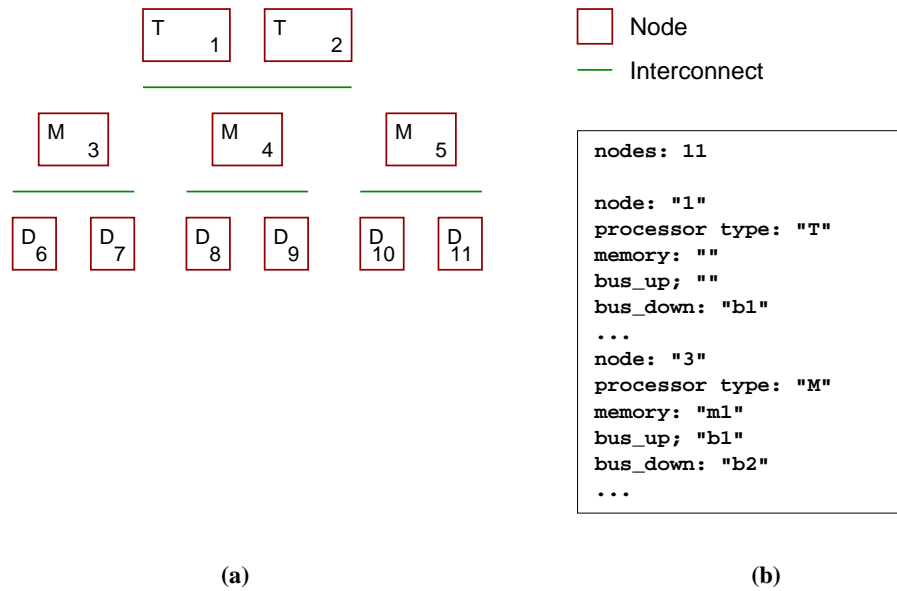 T 1
T 2
M 3
M 4
M 5
D 6
D 7
D 8
D 9
D 10
D 11
(a)
Node
Interconnect
nodes: 11
node: "1"
processor type: "T"
memory: ""
bus_up; ""
bus_down: "b1"
...
node: "3"
processor type: "M"
memory: "m1"
bus_up; "b1"
bus_down: "b2"
...
(b)